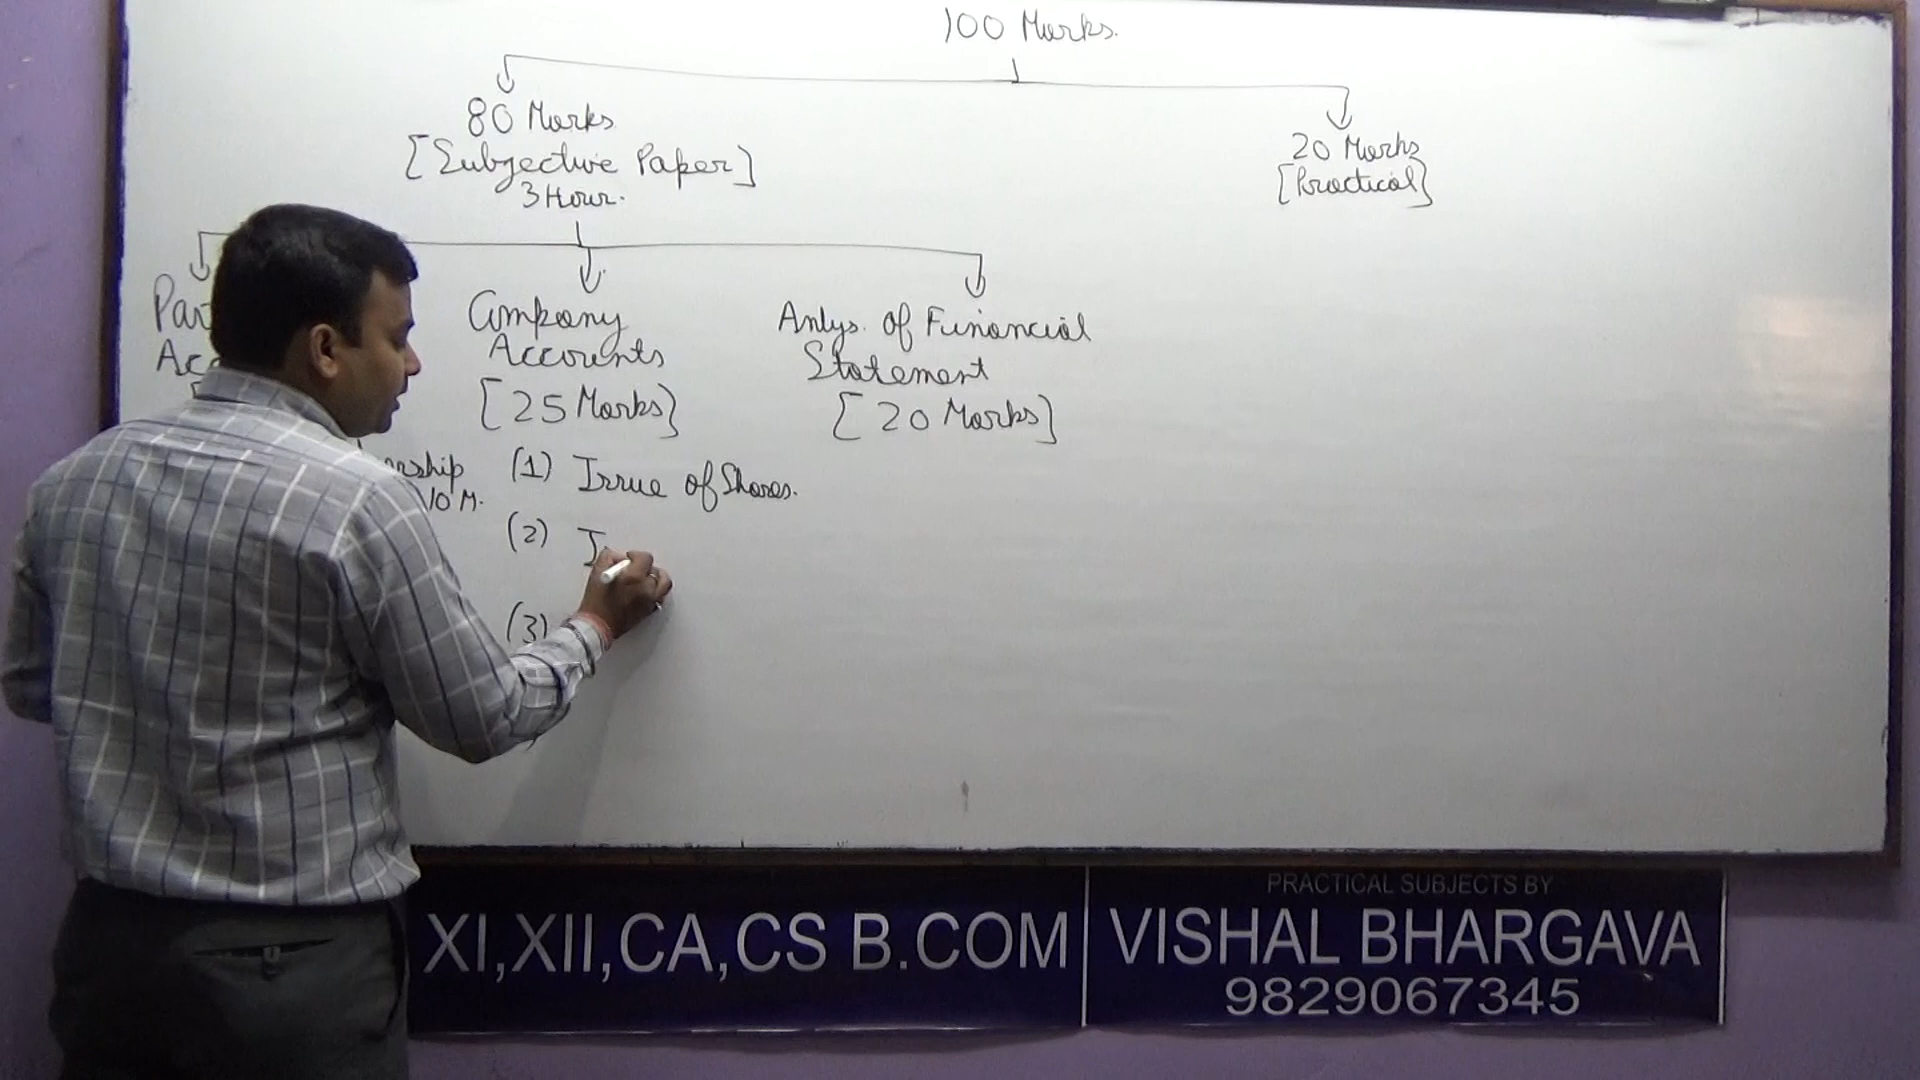 100 Marks.
80 Marks
[Subjective Paper]
3 Hour.
20 Marks
[Practical]
Company
Accounts
[25 Marks]
Anlys. of Financial
Statement
[20 Marks]
(1) Issue of Shares.
10 M.
(2) I
(3)
XI,XII,CA,CS B.COM
PRACTICAL SUBJECTS BY
VISHAL BHARGAVA
9829067345